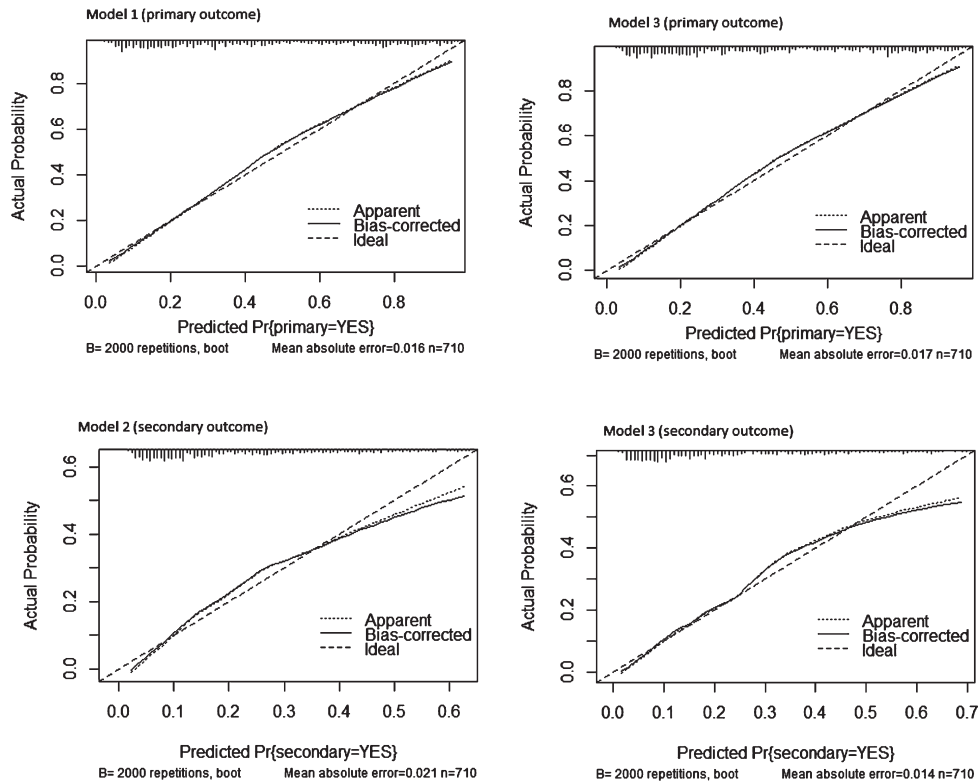 Model 1 (primary outcome)
Actual Probability
0.8
0.6
0.4
0.2
0.0
Apparent
Bias-corrected
Ideal
0.0 0.2 0.4 0.6 0.8
Predicted Pr{primary=YES}
B= 2000 repetitions, boot Mean absolute error=0.016 n=710
Model 3 (primary outcome)
Actual Probability
0.8
0.6
0.4
0.2
0.0
Apparent
Bias-corrected
Ideal
0.0 0.2 0.4 0.6 0.8
Predicted Pr{primary=YES}
B= 2000 repetitions, boot Mean absolute error=0.017 n=710
Model 2 (secondary outcome)
Actual Probability
0.6
0.4
0.2
0.0
Apparent
Bias-corrected
Ideal
0.0 0.1 0.2 0.3 0.4 0.5 0.6
Predicted Pr{secondary=YES}
B= 2000 repetitions, boot Mean absolute error=0.021 n=710
Model 3 (secondary outcome)
Actual Probability
0.6
0.4
0.2
0.0
Apparent
Bias-corrected
Ideal
0.0 0.1 0.2 0.3 0.4 0.5 0.6 0.7
Predicted Pr{secondary=YES}
B= 2000 repetitions, boot Mean absolute error=0.014 n=710